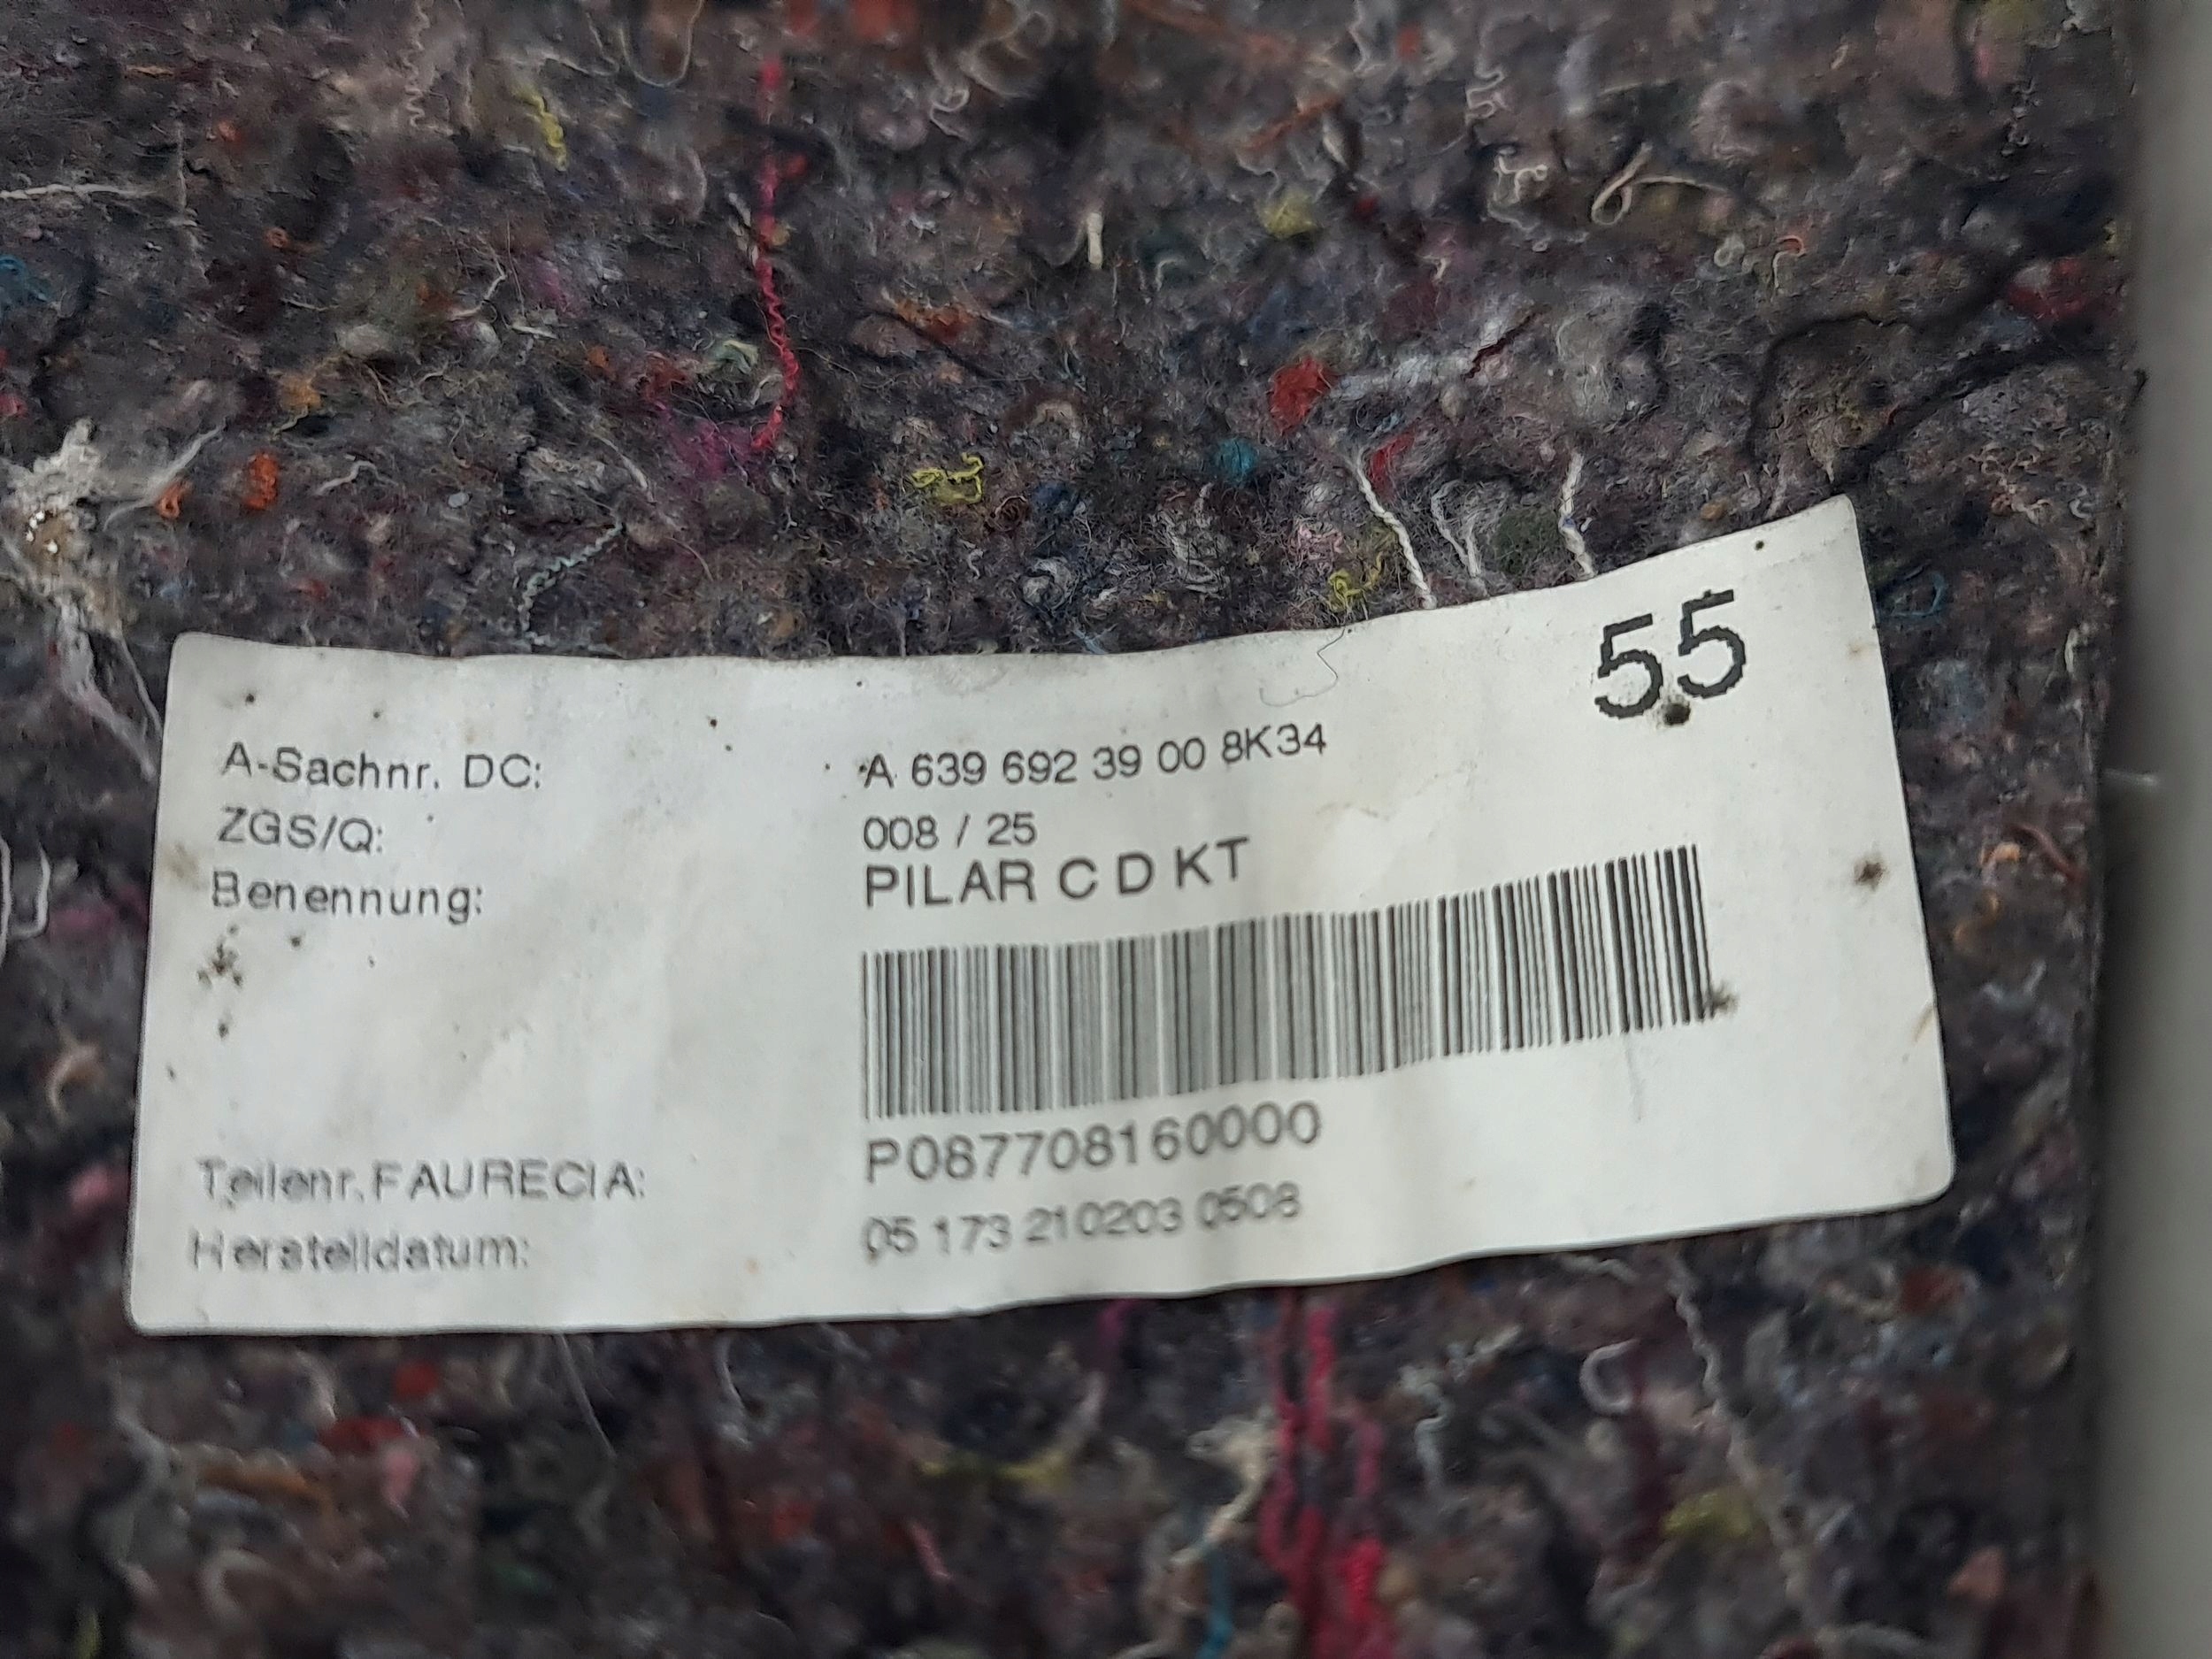 55
A-Sachnr. DC: A 639 692 39 00 8K34
ZGS/Q: 008 / 25
Benennung: PILAR C D KT
P087708160000
Teilenr.FAURECIA:
Herstelldatum: 05 173 210203 0508